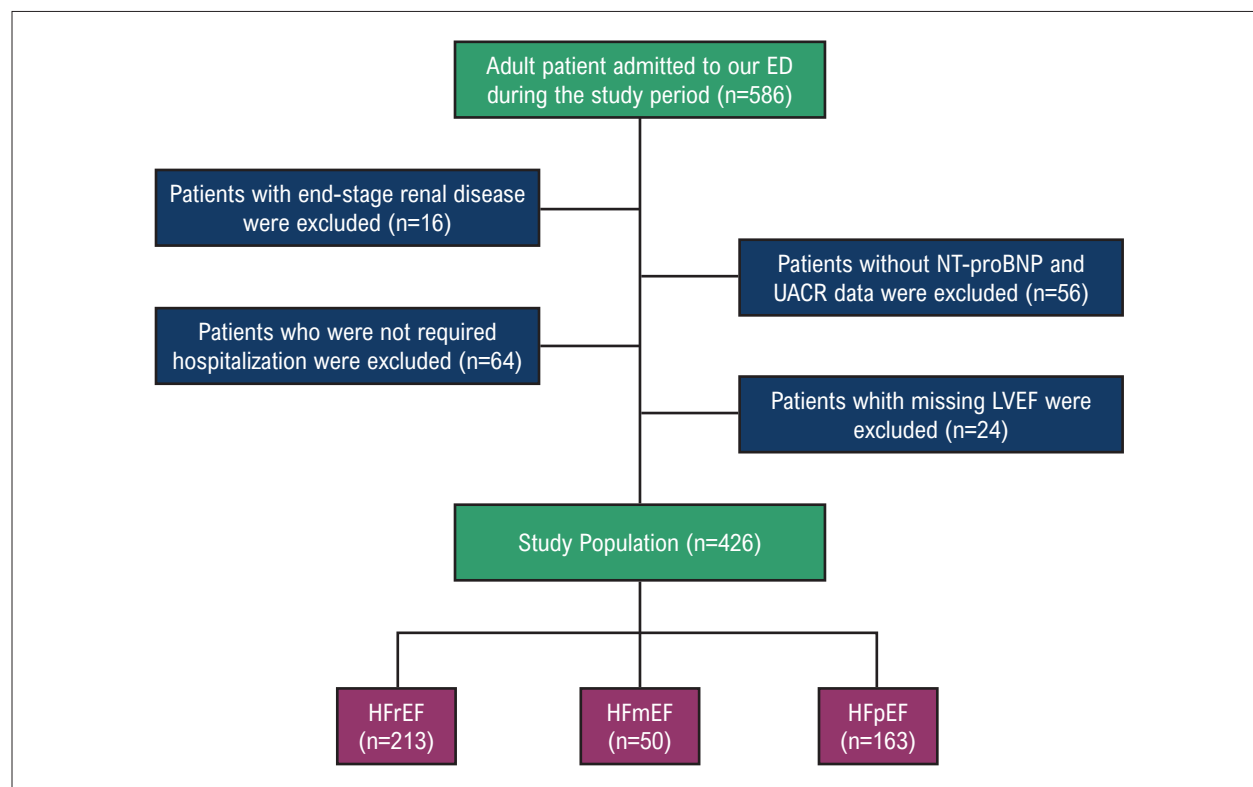 Adult patient admitted to our ED
during the study period (n=586)
Patients with end-stage renal disease
were excluded (n=16)
Patients without NT-proBNP and
UACR data were excluded (n=56)
Patients who were not required
hospitalization were excluded (n=64)
Patients whith missing LVEF were
excluded (n=24)
Study Population (n=426)
HFrEF
(n=213)
HFmEF
(n=50)
HFpEF
(n=163)